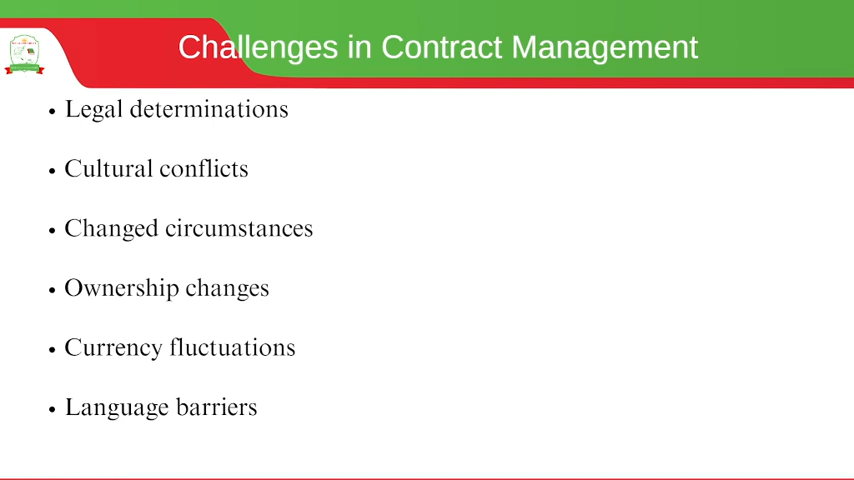 Challenges in Contract Management
• Legal determinations
• Cultural conflicts
• Changed circumstances
• Ownership changes
• Currency fluctuations
• Language barriers